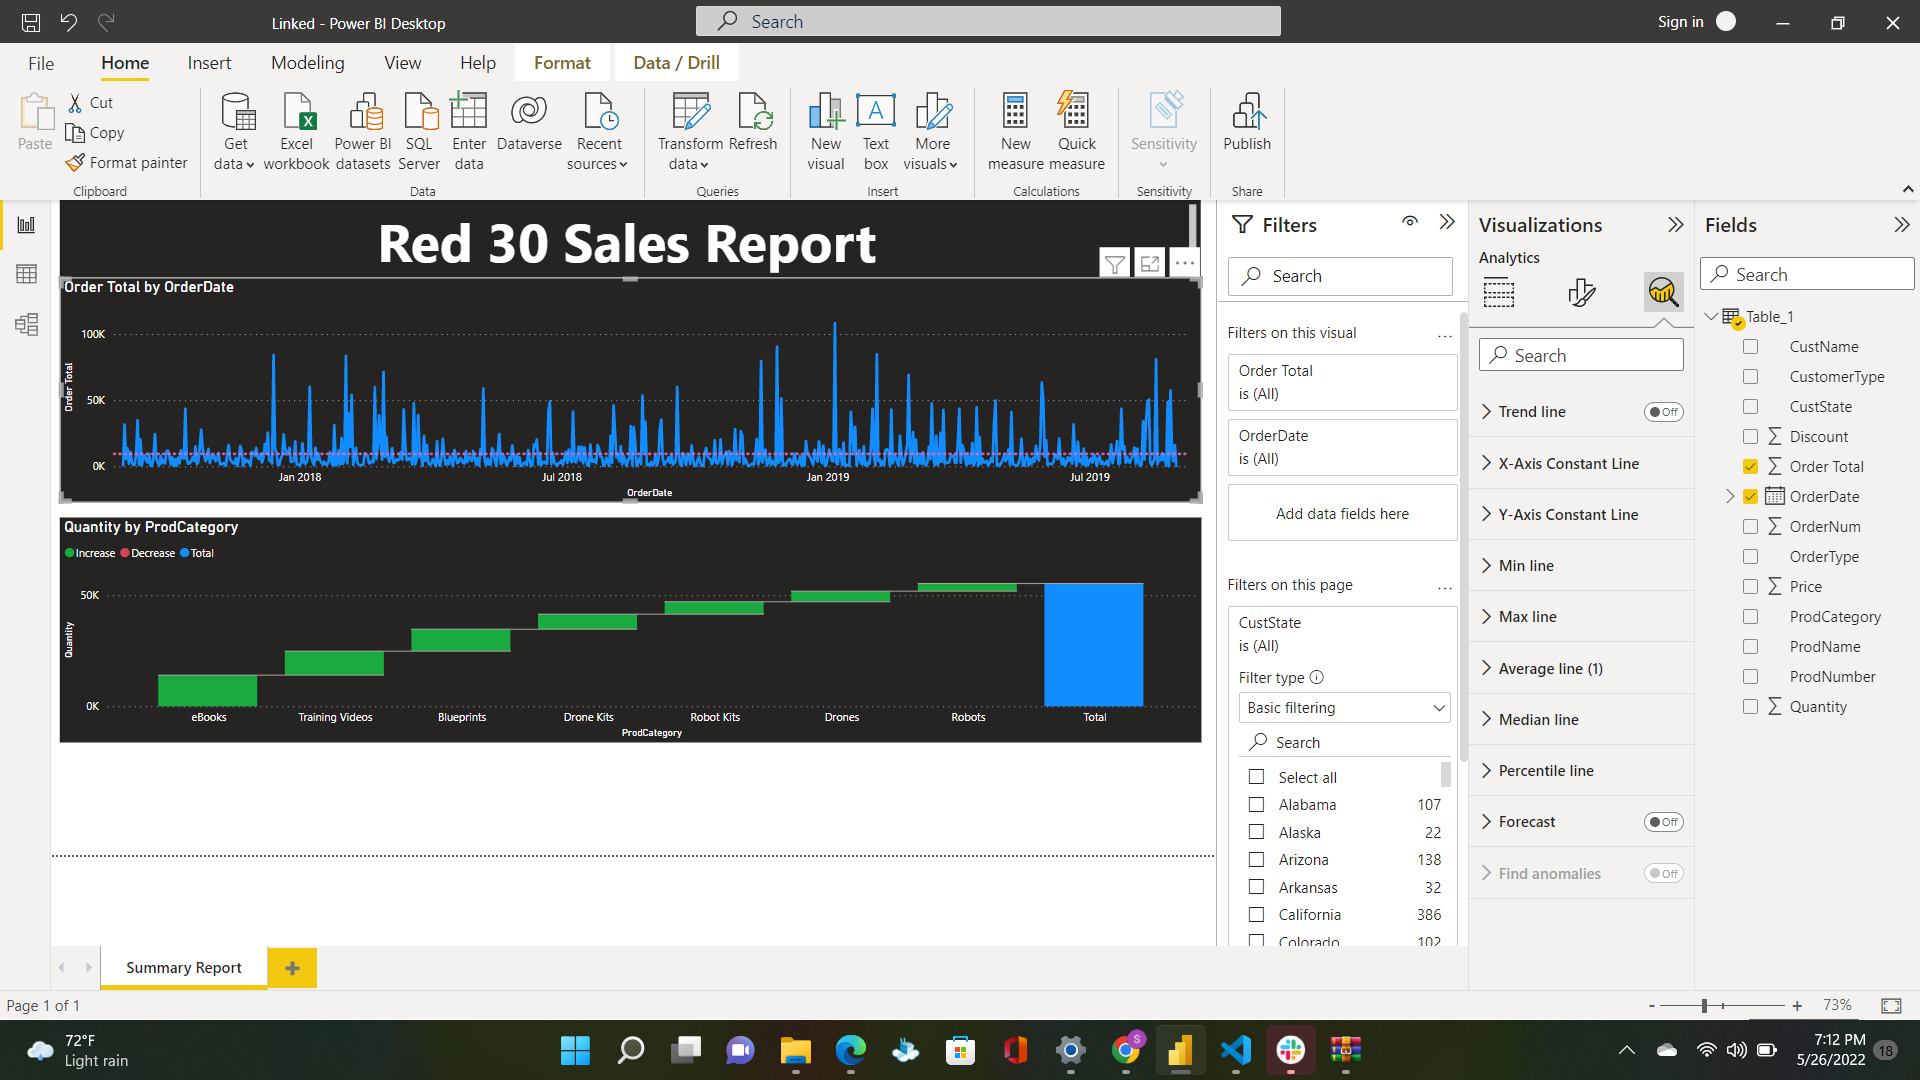 Linked - Power BI Desktop
Search
Sign in
File
Home
Insert
Modeling
View
Help
Format
Data / Drill
Paste
Cut
Copy
Format painter
Clipboard
Get
data
Excel
workbook
Power BI
datasets
SQL
Server
Enter
data
Dataverse
Recent
sources
Data
Transform
data
Refresh
Queries
New
visual
Text
box
More
visuals
Insert
New
measure
Quick
measure
Calculations
Sensitivity
Sensitivity
Publish
Share
Red 30 Sales Report
Order Total by OrderDate
Order Total
100K
50K
0K
Jan 2018
Jul 2018
Jan 2019
Jul 2019
OrderDate
Quantity by ProdCategory
Increase
Decrease
Total
Quantity
50K
0K
eBooks
Training Videos
Blueprints
Drone Kits
Robot Kits
Drones
Robots
Total
ProdCategory
Filters
Search
Filters on this visual
...
Order Total
is (All)
OrderDate
is (All)
Add data fields here
Filters on this page
...
CustState
is (All)
Filter type
Basic filtering
Search
Select all
Alabama 107
Alaska 22
Arizona 138
Arkansas 32
California 386
Colorado 102
Visualizations
Analytics
Search
Trend line Off
X-Axis Constant Line
Y-Axis Constant Line
Min line
Max line
Average line (1)
Median line
Percentile line
Forecast Off
Find anomalies Off
Fields
Search
Table_1
CustName
CustomerType
CustState
Discount
Order Total
OrderDate
OrderNum
OrderType
Price
ProdCategory
ProdName
ProdNumber
Quantity
Summary Report
Page 1 of 1
- + 73%
72°F
Light rain
S
7:12 PM
5/26/2022
18